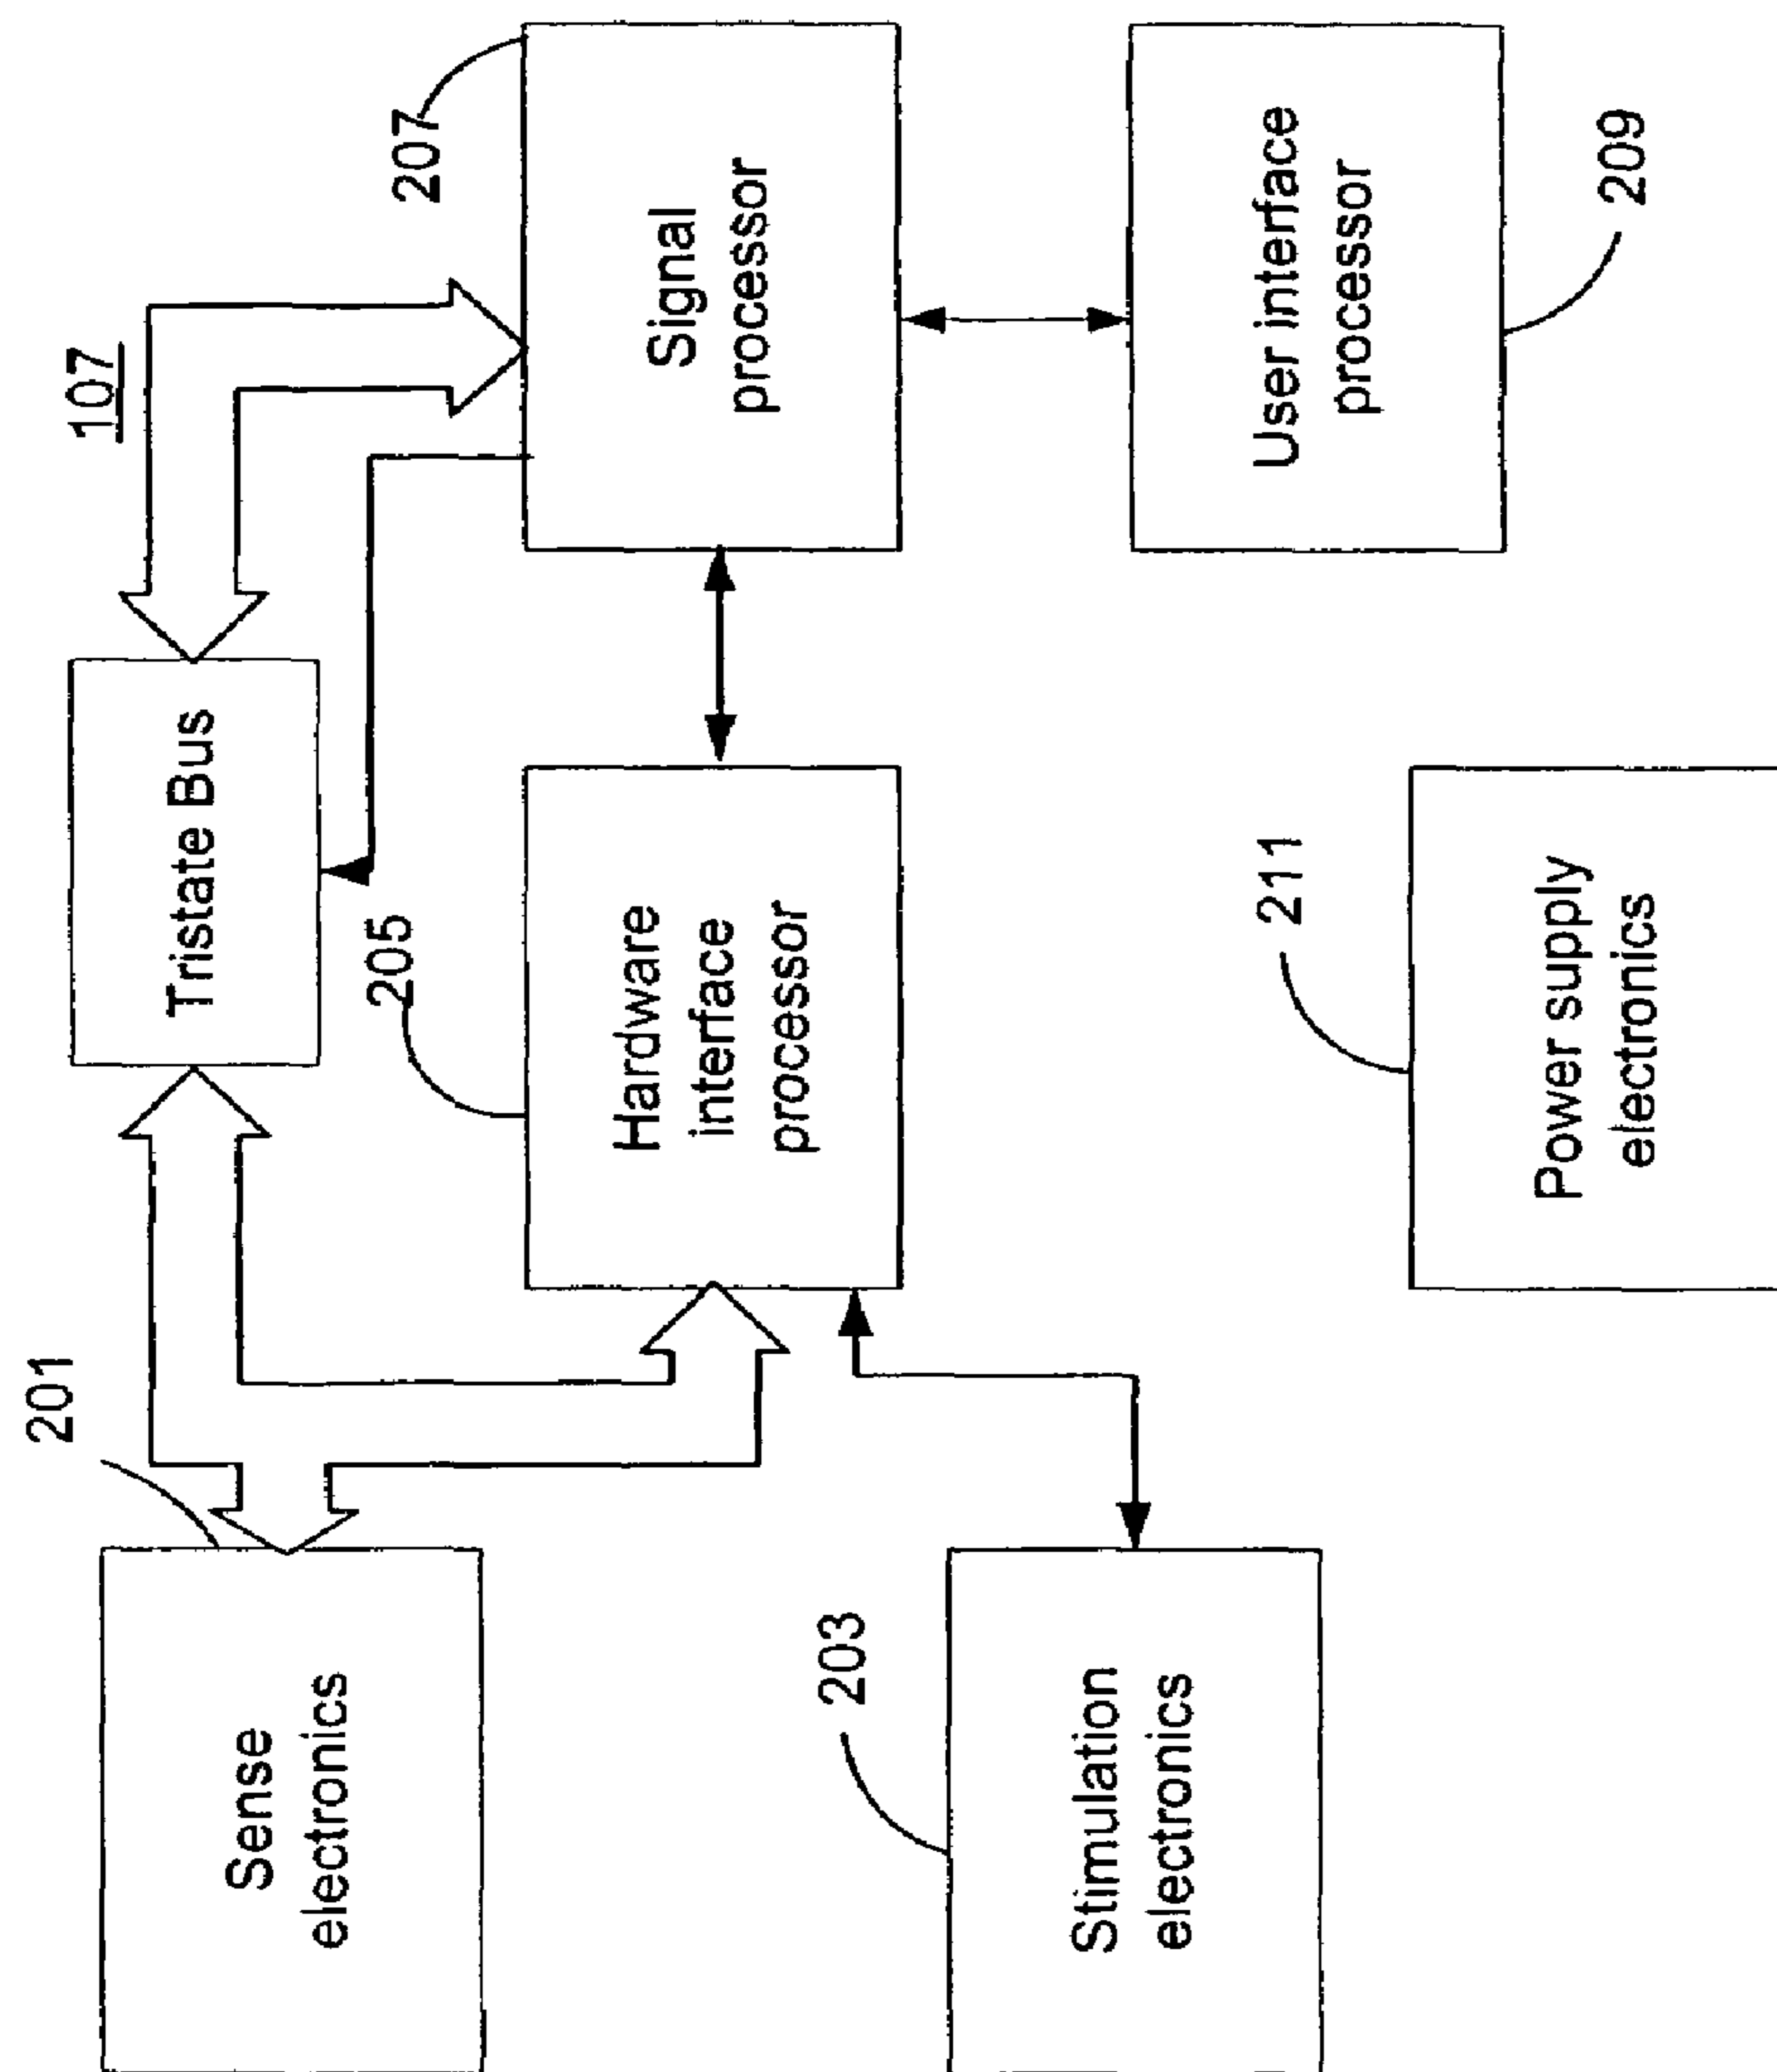 107
201
Sense
electronics
Tristate Bus
207
Signal
processor
205
Hardware
interface
processor
203
Stimulation
electronics
209
User interface
processor
211
Power supply
electronics